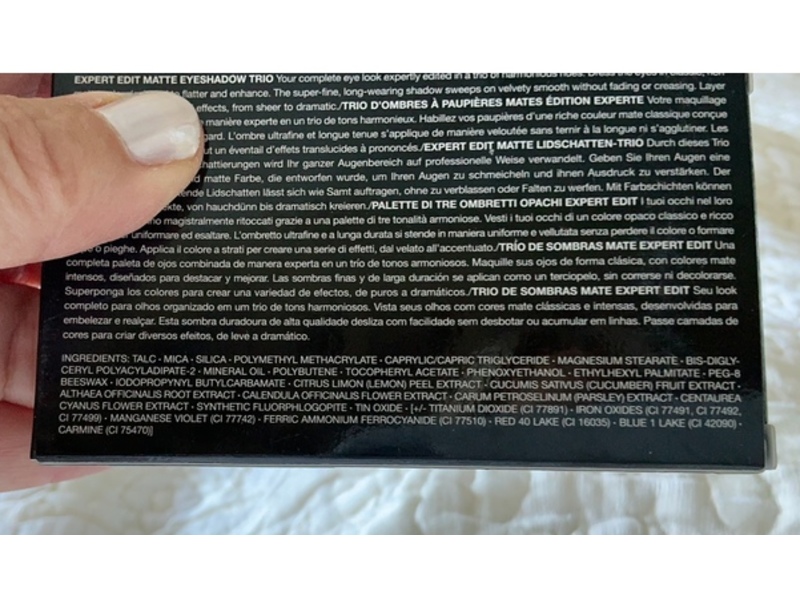 EXPERT EDIT MATTE EYESHADOW TRIO Your complete eye look expertly edited in a trio of harmonious hues. Dress the eyes in classic, rich
flatter and enhance. The super-fine, long-wearing shadow sweeps on velvety smooth without fading or creasing. Layer
effects, from sheer to dramatic./TRIO D'OMBRES À PAUPIÈRES MATES ÉDITION EXPERTE Votre maquillage
manière experte en un trio de tons harmonieux. Habillez vos paupières d'une riche couleur mate classique conçue
gard. L'ombre ultrafine et longue tenue s'applique de manière veloutée sans ternir à la longue ni s'agglutiner. Les
ut un éventail d'effets translucides à prononcés./EXPERT EDIT MATTE LIDSCHATTEN-TRIO Durch dieses Trio
hattierungen wird Ihr ganzer Augenbereich auf professionelle Weise verwandelt. Geben Sie Ihren Augen eine
matte Farbe, die entworfen wurde, um Ihren Augen zu schmeicheln und ihnen Ausdruck zu verstärken. Der
ende Lidschatten lässt sich wie Samt auftragen, ohne zu verblassen oder Falten zu werfen. Mit Farbschichten können
kte, von hauchdünn bis dramatisch kreieren./PALETTE DI TRE OMBRETTI OPACHI EXPERT EDIT I tuoi occhi nel loro
no magistralmente ritoccati grazie a una palette di tre tonalità armoniose. Vesti i tuoi occhi di un colore opaco classico e ricco
uniformare ed esaltare. L'ombretto ultrafine e a lunga durata si stende in maniera uniforme e vellutata senza perdere il colore o formare
o pieghe. Applica il colore a strati per creare una serie di effetti, dal velato all'accentuato./TRÍO DE SOMBRAS MATE EXPERT EDIT Una
completa paleta de ojos combinada de manera experta en un trío de tonos armoniosos. Maquille sus ojos de forma clásica, con colores mate
intensos, diseñados para destacar y mejorar. Las sombras finas y de larga duración se aplican como un terciopelo, sin correrse ni decolorarse.
Superponga los colores para crear una variedad de efectos, de puros a dramáticos./TRIO DE SOMBRAS MATE EXPERT EDIT Seu look
completo para olhos organizado em um trio de tons harmoniosos. Vista seus olhos com cores mate clássicas e intensas, desenvolvidas para
embelezar e realçar. Esta sombra duradoura de alta qualidade desliza com facilidade sem desbotar ou acumular em linhas. Passe camadas de
cores para criar diversos efeitos, de leve a dramático.
INGREDIENTS: TALC • MICA • SILICA • POLYMETHYL METHACRYLATE • CAPRYLIC/CAPRIC TRIGLYCERIDE • MAGNESIUM STEARATE • BIS-DIGLY-
CERYL POLYACYLADIPATE-2 • MINERAL OIL • POLYBUTENE • TOCOPHERYL ACETATE • PHENOXYETHANOL • ETHYLHEXYL PALMITATE • PEG-8
BEESWAX • IODOPROPYNYL BUTYLCARBAMATE • CITRUS LIMON (LEMON) PEEL EXTRACT • CUCUMIS SATIVUS (CUCUMBER) FRUIT EXTRACT •
ALTHAEA OFFICINALIS ROOT EXTRACT • CALENDULA OFFICINALIS FLOWER EXTRACT • CARUM PETROSELINUM (PARSLEY) EXTRACT • CENTAUREA
CYANUS FLOWER EXTRACT • SYNTHETIC FLUORPHLOGOPITE • TIN OXIDE • [+/- TITANIUM DIOXIDE (CI 77891) • IRON OXIDES (CI 77491, CI 77492,
CI 77499) • MANGANESE VIOLET (CI 77742) • FERRIC AMMONIUM FERROCYANIDE (CI 77510) • RED 40 LAKE (CI 16035) • BLUE 1 LAKE (CI 42090) •
CARMINE (CI 75470)]